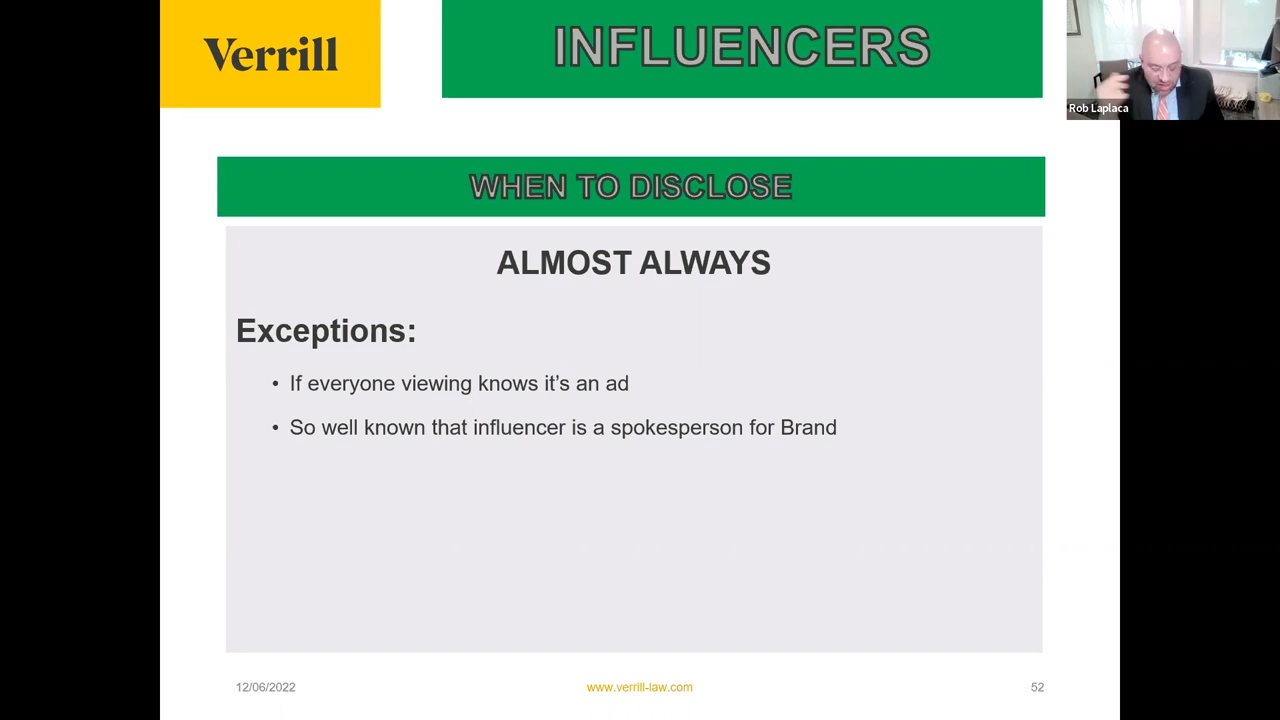 Verrill
INFLUENCERS
Rob Laplaca
WHEN TO DISCLOSE
ALMOST ALWAYS
Exceptions:
• If everyone viewing knows it’s an ad
• So well known that influencer is a spokesperson for Brand
12/06/2022
www.verrill-law.com
52